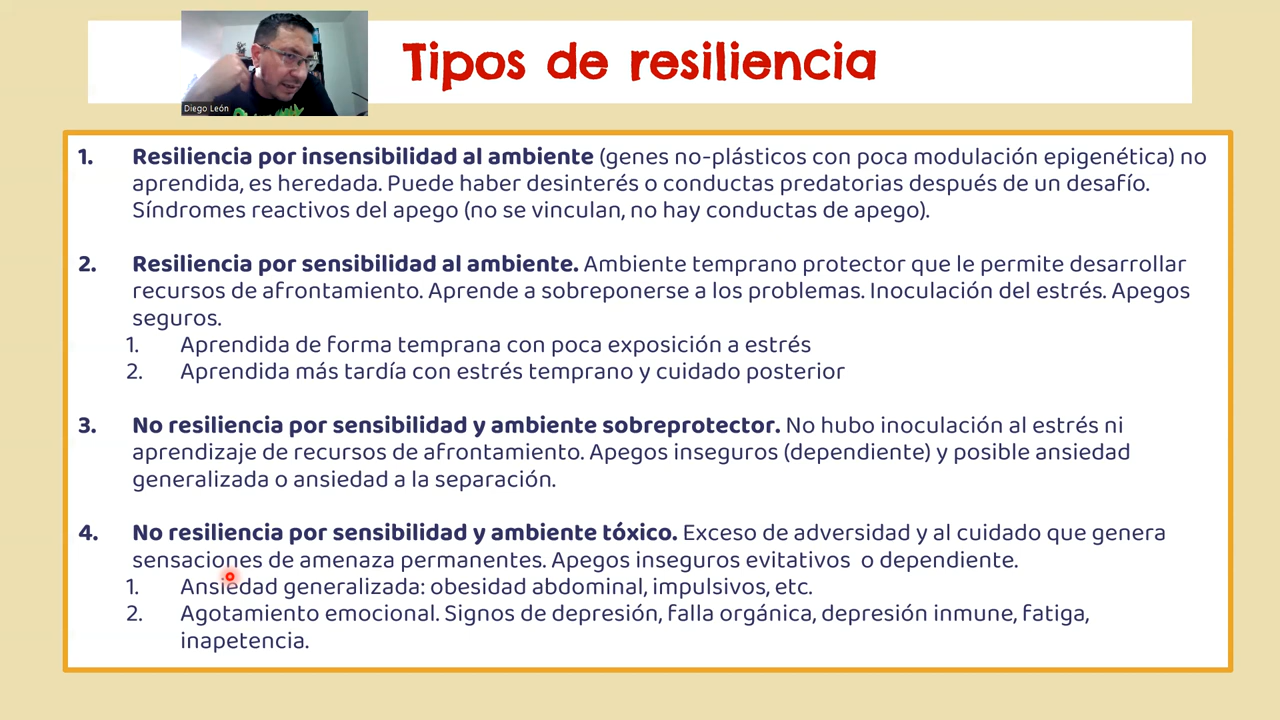 Tipos de resiliencia
Diego León
1. Resiliencia por insensibilidad al ambiente (genes no-plásticos con poca modulación epigenética) no
aprendida, es heredada. Puede haber desinterés o conductas predatorias después de un desafío.
Síndromes reactivos del apego (no se vinculan, no hay conductas de apego).
2. Resiliencia por sensibilidad al ambiente. Ambiente temprano protector que le permite desarrollar
recursos de afrontamiento. Aprende a sobreponerse a los problemas. Inoculación del estrés. Apegos
seguros.
1. Aprendida de forma temprana con poca exposición a estrés
2. Aprendida más tardía con estrés temprano y cuidado posterior
3. No resiliencia por sensibilidad y ambiente sobreprotector. No hubo inoculación al estrés ni
aprendizaje de recursos de afrontamiento. Apegos inseguros (dependiente) y posible ansiedad
generalizada o ansiedad a la separación.
4. No resiliencia por sensibilidad y ambiente tóxico. Exceso de adversidad y al cuidado que genera
sensaciones de amenaza permanentes. Apegos inseguros evitativos o dependiente.
1. Ansiedad generalizada: obesidad abdominal, impulsivos, etc.
2. Agotamiento emocional. Signos de depresión, falla orgánica, depresión inmune, fatiga,
inapetencia.